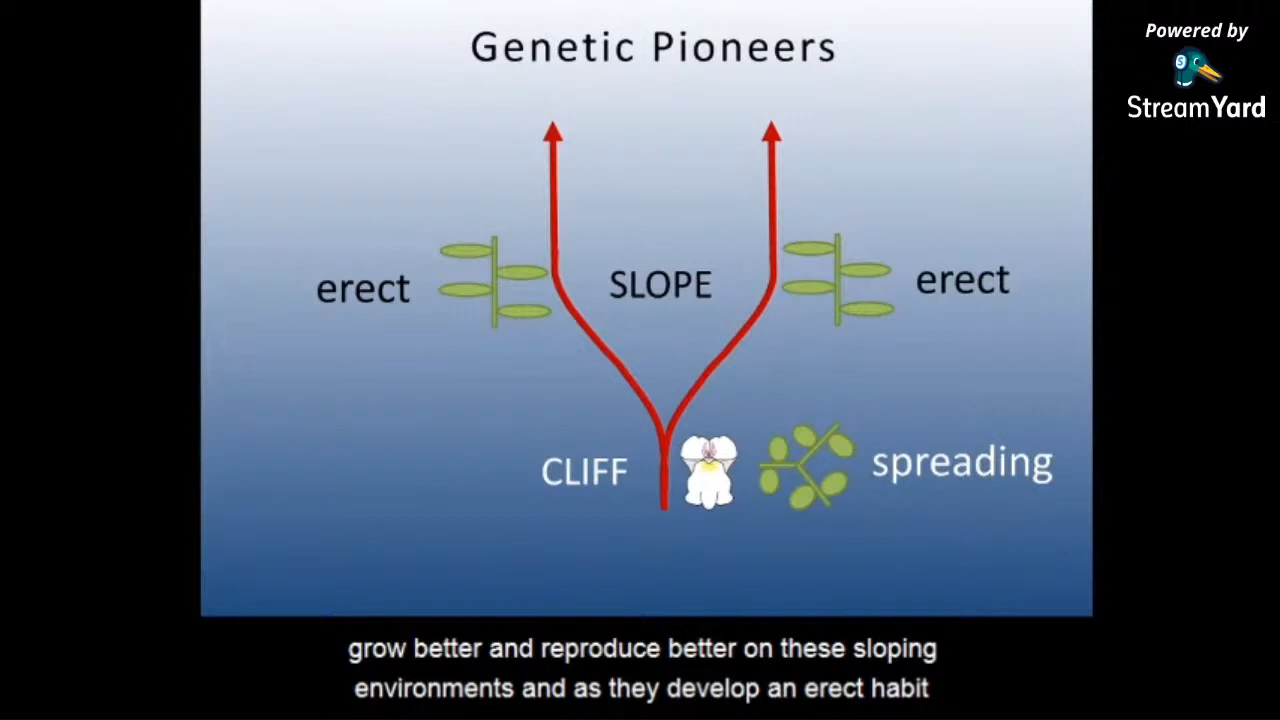 Genetic Pioneers
Powered by
StreamYard
erect
SLOPE
erect
CLIFF
spreading
grow better and reproduce better on these sloping
environments and as they develop an erect habit